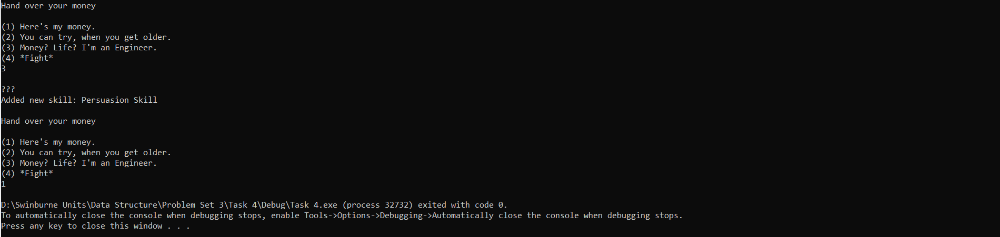 Hand over your money
(1) Here's my money.
(2) You can try, when you get older.
(3) Money? Life? I'm an Engineer.
(4) *Fight*
3
???
Added new skill: Persuasion Skill
Hand over your money
(1) Here's my money.
(2) You can try, when you get older.
(3) Money? Life? I'm an Engineer.
(4) *Fight*
1
D:\Swinburne Units\Data Structure\Problem Set 3\Task 4\Debug\Task 4.exe (process 32732) exited with code 0.
To automatically close the console when debugging stops, enable Tools->Options->Debugging->Automatically close the console when debugging stops.
Press any key to close this window . . .